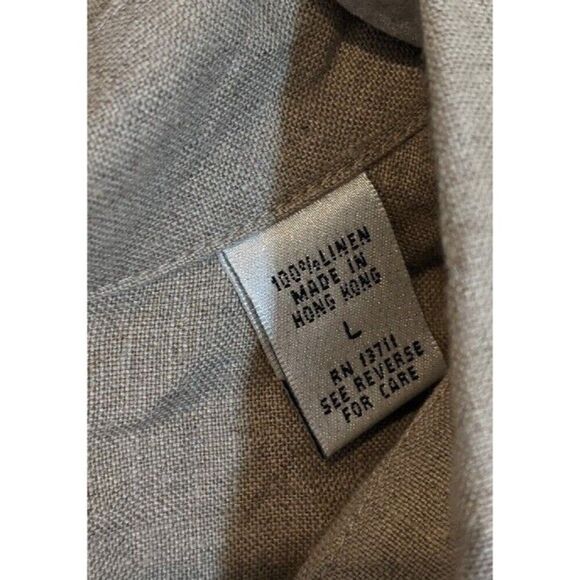 100% LINEN
MADE IN
HONG KONG
L
RN 13711
SEE REVERSE
FOR CARE